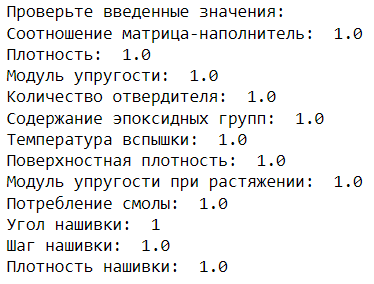 Проверьте введенные значения:
Соотношение матрица-наполнитель:  1.0
Плотность:  1.0
Модуль упругости:  1.0
Количество отвердителя:  1.0
Содержание эпоксидных групп:  1.0
Температура вспышки:  1.0
Поверхностная плотность:  1.0
Модуль упругости при растяжении:  1.0
Потребление смолы:  1.0
Угол нашивки:  1
Шаг нашивки:  1.0
Плотность нашивки:  1.0